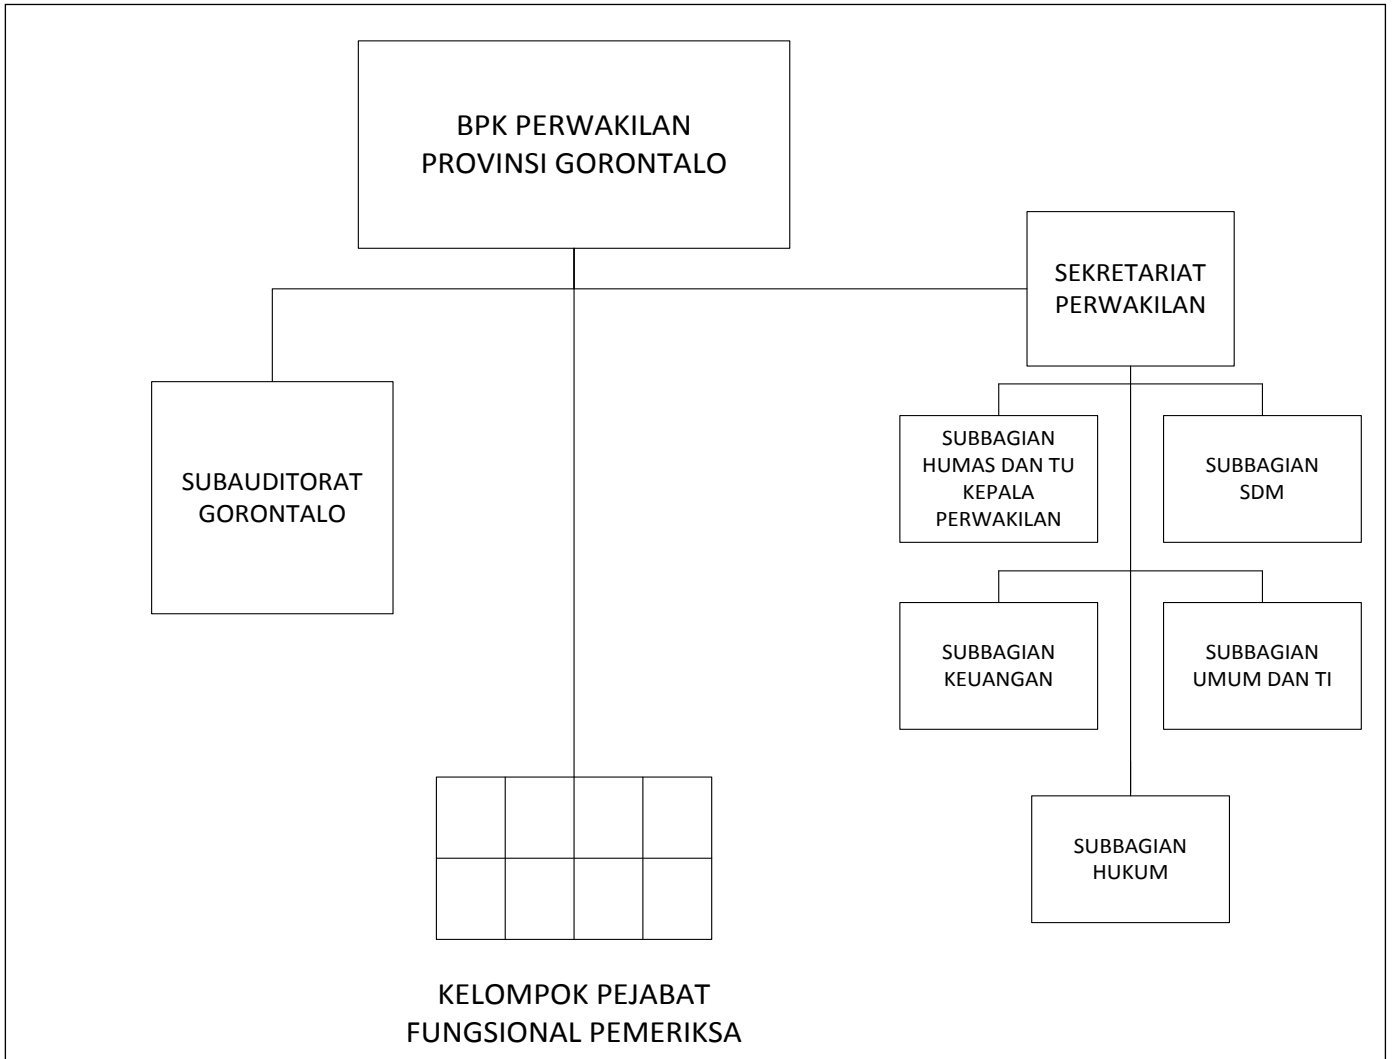 BPK PERWAKILAN
PROVINSI GORONTALO
SEKRETARIAT
PERWAKILAN
SUBAUDITORAT
GORONTALO
SUBBAGIAN
HUMAS DAN TU
KEPALA
PERWAKILAN
SUBBAGIAN
SDM
SUBBAGIAN
KEUANGAN
SUBBAGIAN
UMUM DAN TI
SUBBAGIAN
HUKUM
KELOMPOK PEJABAT
FUNGSIONAL PEMERIKSA